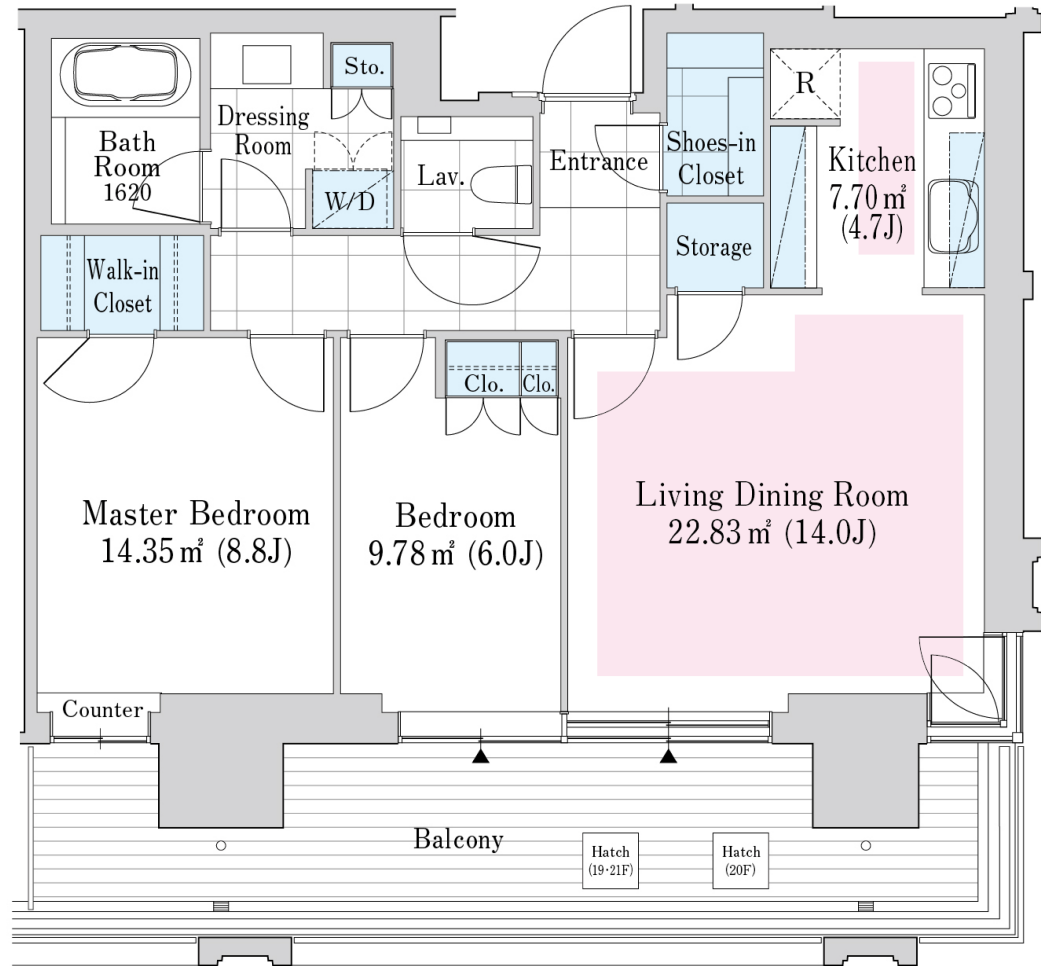 Sto.
Dressing
Room
Bath
Room
1620
W/D
Lav.
Entrance
Shoes-in
Closet
R
Kitchen
7.70㎡
(4.7J)
Storage
Walk-in
Closet
Clo.
Clo.
Master Bedroom
14.35㎡ (8.8J)
Bedroom
9.78㎡ (6.0J)
Living Dining Room
22.83㎡ (14.0J)
Counter
Balcony
Hatch
(19·21F)
Hatch
(20F)